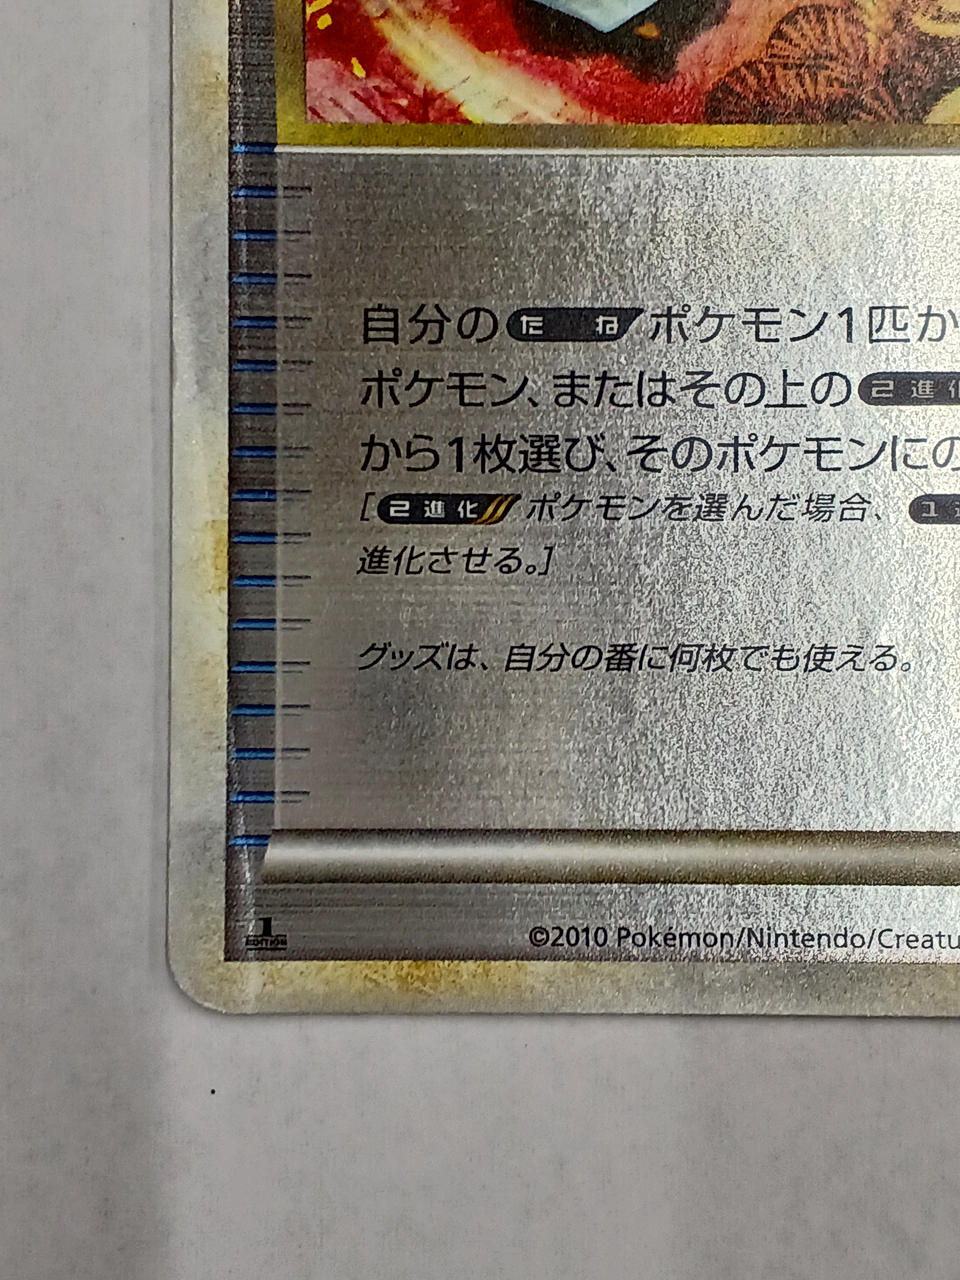 自分の たね ポケモン1匹か
ポケモン、またはその上の 2進化
から1枚選び、そのポケモンにの
[ 2進化 ポケモンを選んだ場合、 1
進化させる。]
グッズは、自分の番に何枚でも使える。
1 EDITION
©2010 Pokémon/Nintendo/Creatu